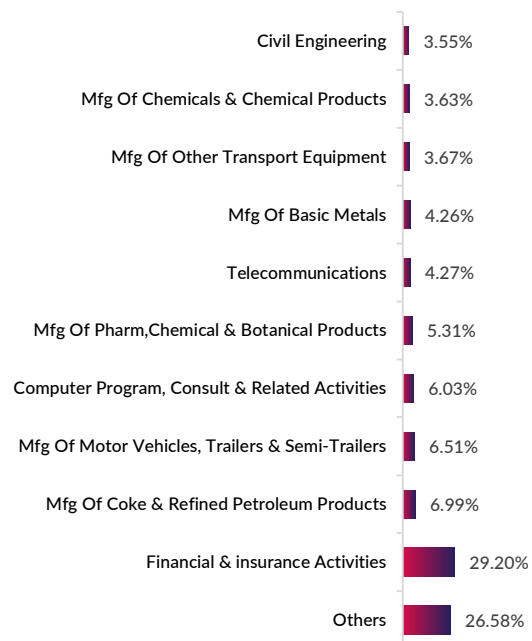 Civil Engineering 3.55%
Mfg Of Chemicals & Chemical Products 3.63%
Mfg Of Other Transport Equipment 3.67%
Mfg Of Basic Metals 4.26%
Telecommunications 4.27%
Mfg Of Pharm,Chemical & Botanical Products 5.31%
Computer Program, Consult & Related Activities 6.03%
Mfg Of Motor Vehicles, Trailers & Semi-Trailers 6.51%
Mfg Of Coke & Refined Petroleum Products 6.99%
Financial & insurance Activities 29.20%
Others 26.58%